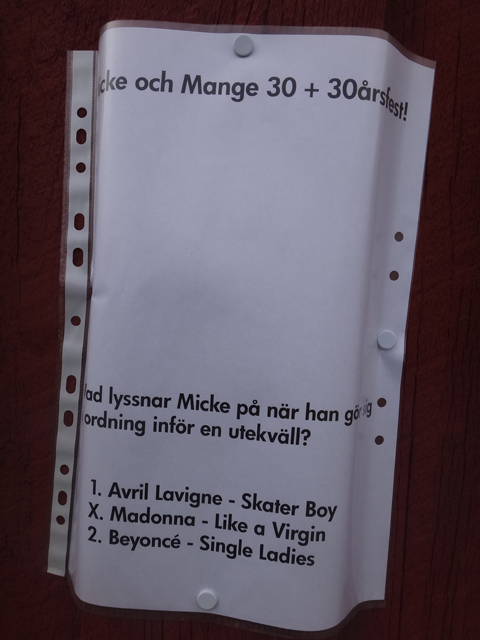 cke och Mange 30 + 30årsfest!
lyssnar Micke på när han gör sig
ordning inför en utekväll?
1. Avril Lavigne - Skater Boy
X. Madonna - Like a Virgin
2. Beyoncé - Single Ladies